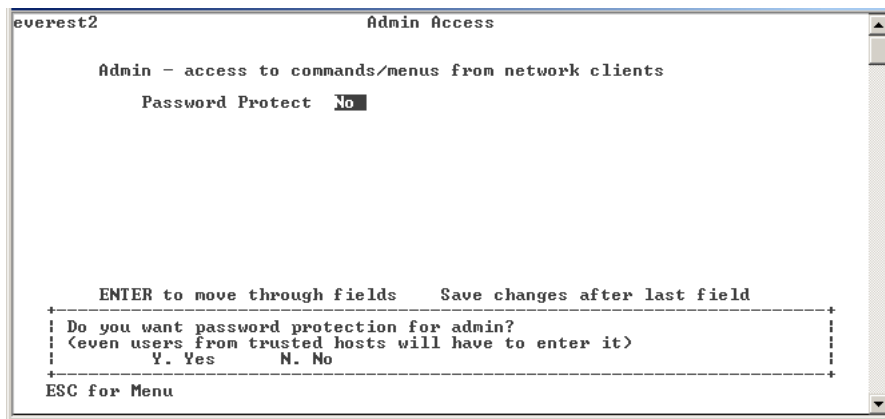 everest2 Admin Access
Admin - access to commands/menus from network clients
Password Protect No
ENTER to move through fields Save changes after last field
Do you want password protection for admin?
(even users from trusted hosts will have to enter it)
Y. Yes N. No
ESC for Menu